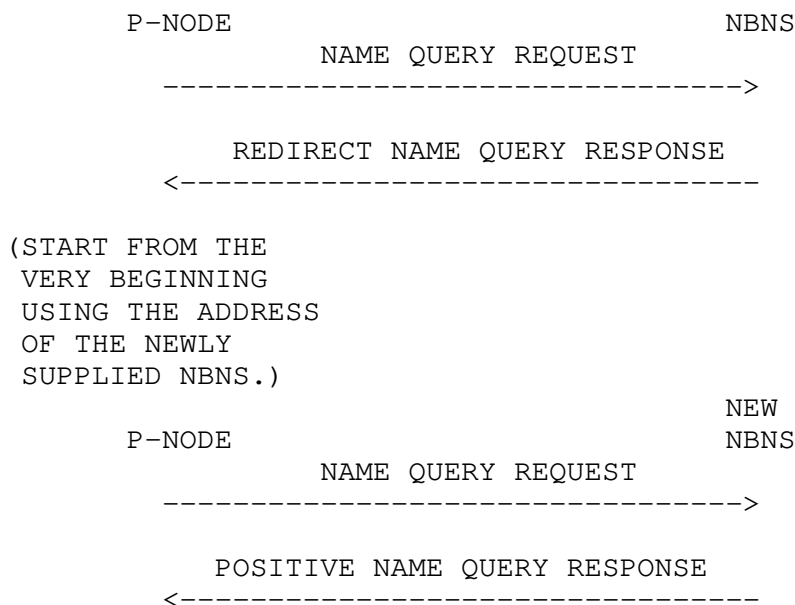 P-NODE NBNS
NAME QUERY REQUEST
--------------------------------->
REDIRECT NAME QUERY RESPONSE
<---------------------------------
(START FROM THE
VERY BEGINNING
USING THE ADDRESS
OF THE NEWLY
SUPPLIED NBNS.)
NEW
P-NODE NBNS
NAME QUERY REQUEST
--------------------------------->
POSITIVE NAME QUERY RESPONSE
<---------------------------------